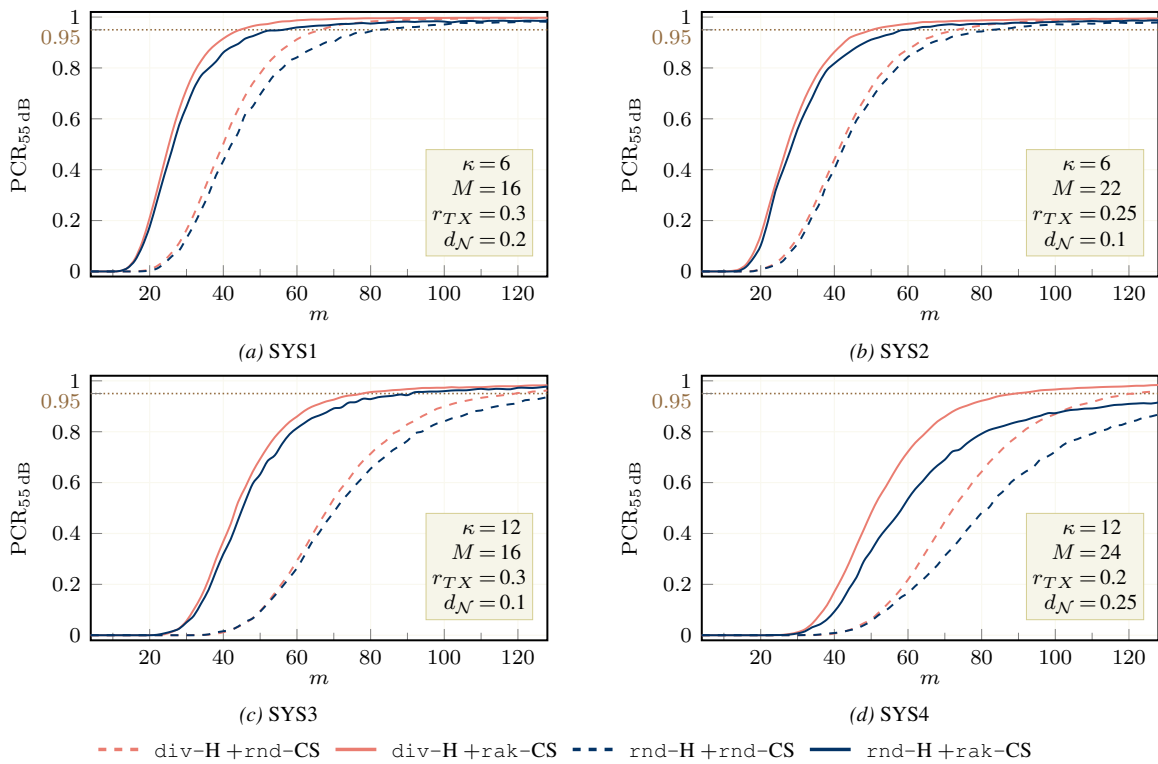 1
0.95
0.8
0.6
0.4
0.2
0
PCR55 dB
κ = 6
M = 16
rTX = 0.3
d𝒩 = 0.2
20 40 60 80 100 120
m
(a) SYS1
1
0.95
0.8
0.6
0.4
0.2
0
PCR55 dB
κ = 6
M = 22
rTX = 0.25
d𝒩 = 0.1
20 40 60 80 100 120
m
(b) SYS2
1
0.95
0.8
0.6
0.4
0.2
0
PCR55 dB
κ = 12
M = 16
rTX = 0.3
d𝒩 = 0.1
20 40 60 80 100 120
m
(c) SYS3
1
0.95
0.8
0.6
0.4
0.2
0
PCR55 dB
κ = 12
M = 24
rTX = 0.2
d𝒩 = 0.25
20 40 60 80 100 120
m
(d) SYS4
div-H +rnd-CS div-H +rak-CS rnd-H +rnd-CS rnd-H +rak-CS